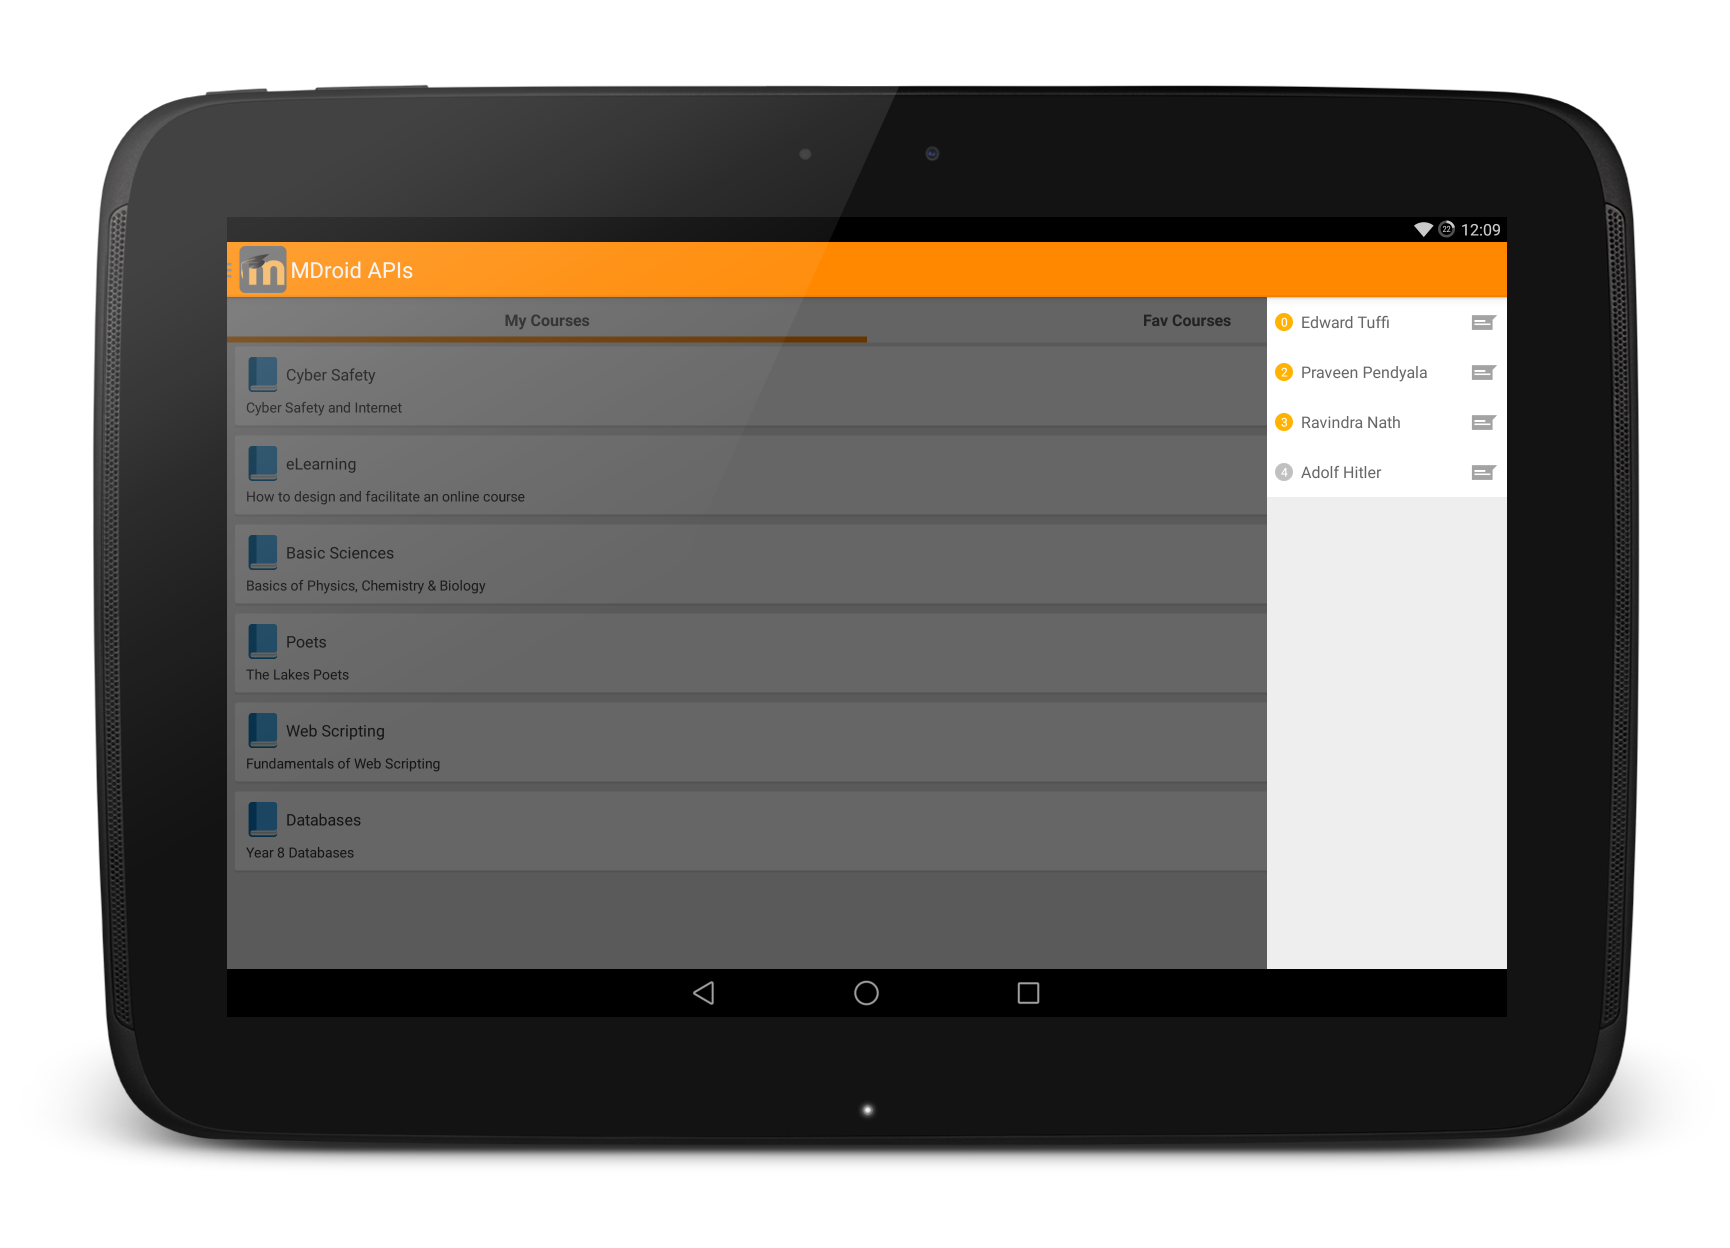 22
12:09
m
MDroid APIs
My Courses
Fav Courses
Cyber Safety
Cyber Safety and Internet
eLearning
How to design and facilitate an online course
Basic Sciences
Basics of Physics, Chemistry & Biology
Poets
The Lakes Poets
Web Scripting
Fundamentals of Web Scripting
Databases
Year 8 Databases
0 Edward Tuffi
2 Praveen Pendyala
3 Ravindra Nath
4 Adolf Hitler